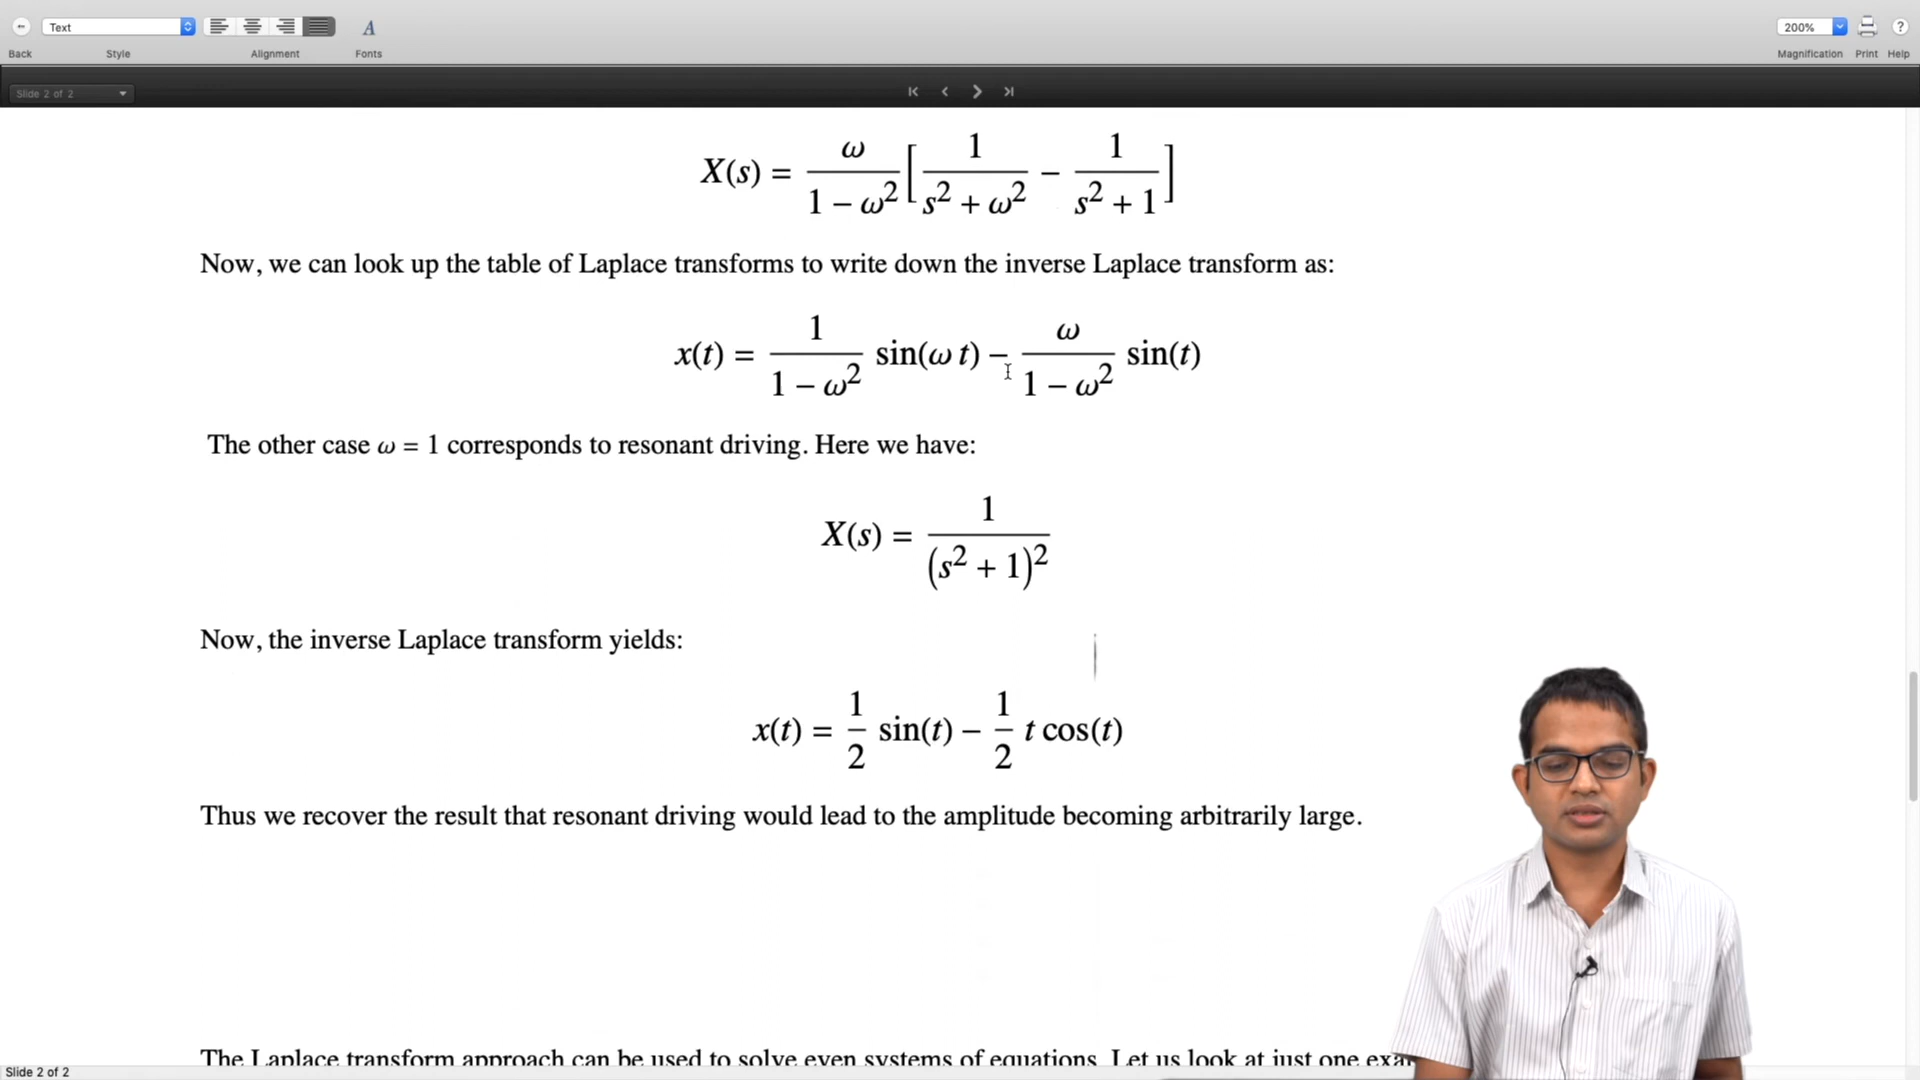 Text
Back
Style
Alignment
A
Fonts
200%
?
Magnification
Print
Help
Slide 2 of 2
X(s) = ω/(1 − ω²) [1/(s² + ω²) − 1/(s² + 1)]
Now, we can look up the table of Laplace transforms to write down the inverse Laplace transform as:
x(t) = 1/(1 − ω²) sin(ω t) − ω/(1 − ω²) sin(t)
The other case ω = 1 corresponds to resonant driving. Here we have:
X(s) = 1/(s² + 1)²
Now, the inverse Laplace transform yields:
x(t) = 1/2 sin(t) − 1/2 t cos(t)
Thus we recover the result that resonant driving would lead to the amplitude becoming arbitrarily large.
The Laplace transform approach can be used to solve even systems of equations. Let us look at just one exa
Slide 2 of 2